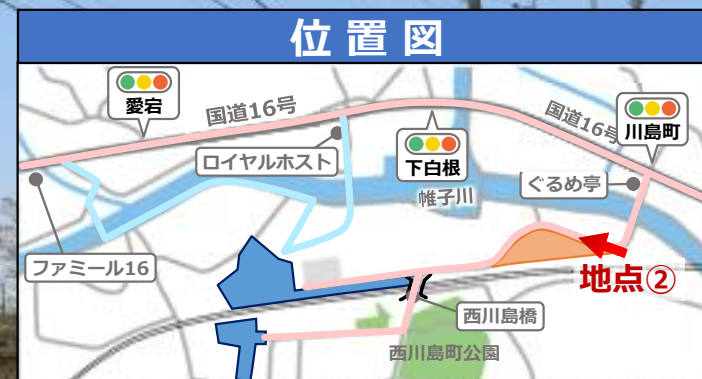 位置図
愛宕
国道16号
国道16号
川島町
ロイヤルホスト
下白根
ぐるめ亭
帷子川
ファミール16
地点②
西川島橋
西川島町公園